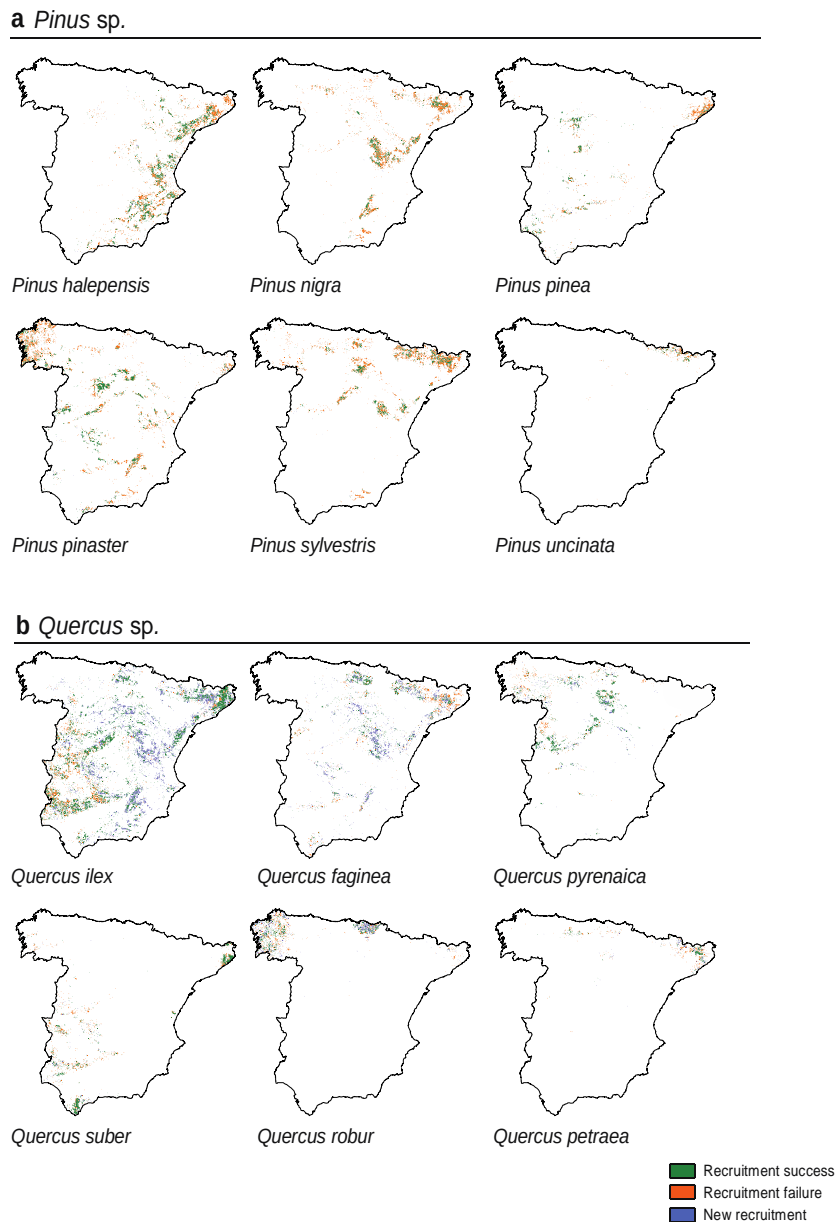 a Pinus sp.
Pinus halepensis
Pinus nigra
Pinus pinea
Pinus pinaster
Pinus sylvestris
Pinus uncinata
b Quercus sp.
Quercus ilex
Quercus faginea
Quercus pyrenaica
Quercus suber
Quercus robur
Quercus petraea
Recruitment success
Recruitment failure
New recruitment